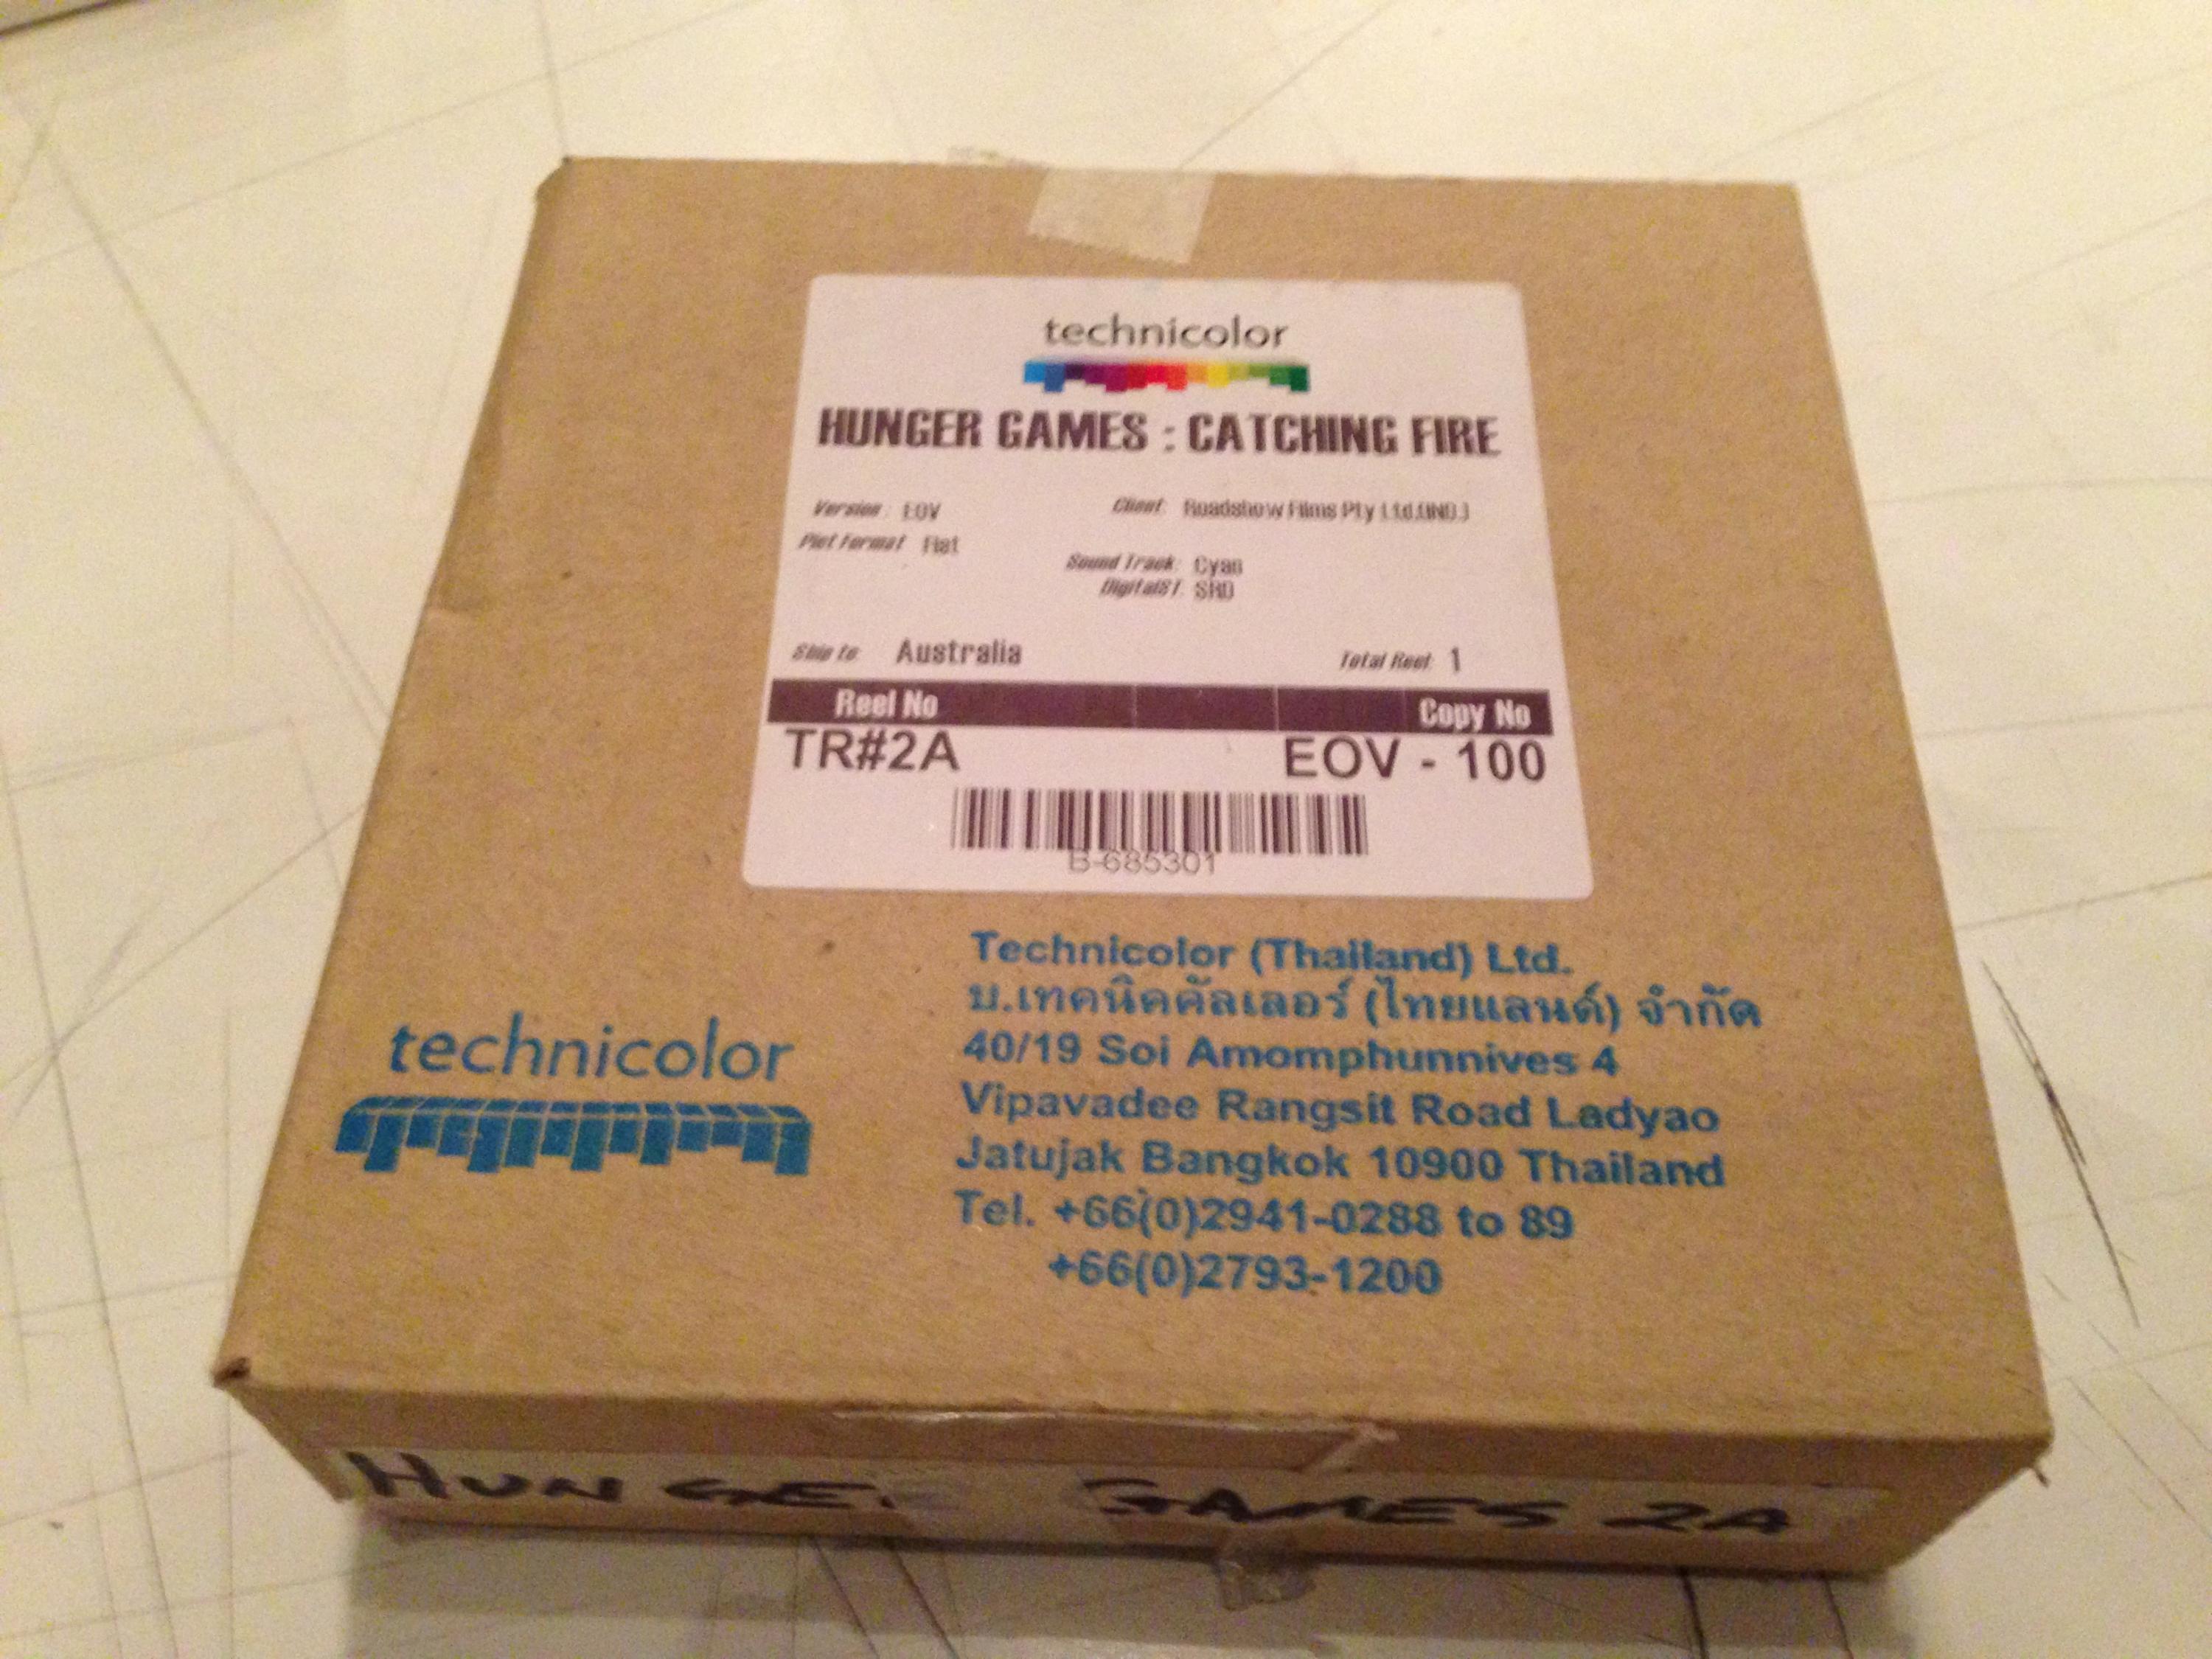 technicolor
HUNGER GAMES : CATCHING FIRE
Version : EOV Client: Roadshow Films Pty Ltd.(IND.)
Pict Format Flat
Sound Track: Cyan
DigitalST. SRD
Ship to: Australia Total Reel: 1
Reel No Copy No
TR#2A EOV - 100
B-685301
technicolor
Technicolor (Thailand) Ltd.
บ.เทคนิคคัลเลอร์ (ไทยแลนด์) จำกัด
40/19 Soi Amornphunnives 4
Vipavadee Rangsit Road Ladyao
Jatujak Bangkok 10900 Thailand
Tel. +66(0)2941-0288 to 89
+66(0)2793-1200
HUNGER GAMES 2A